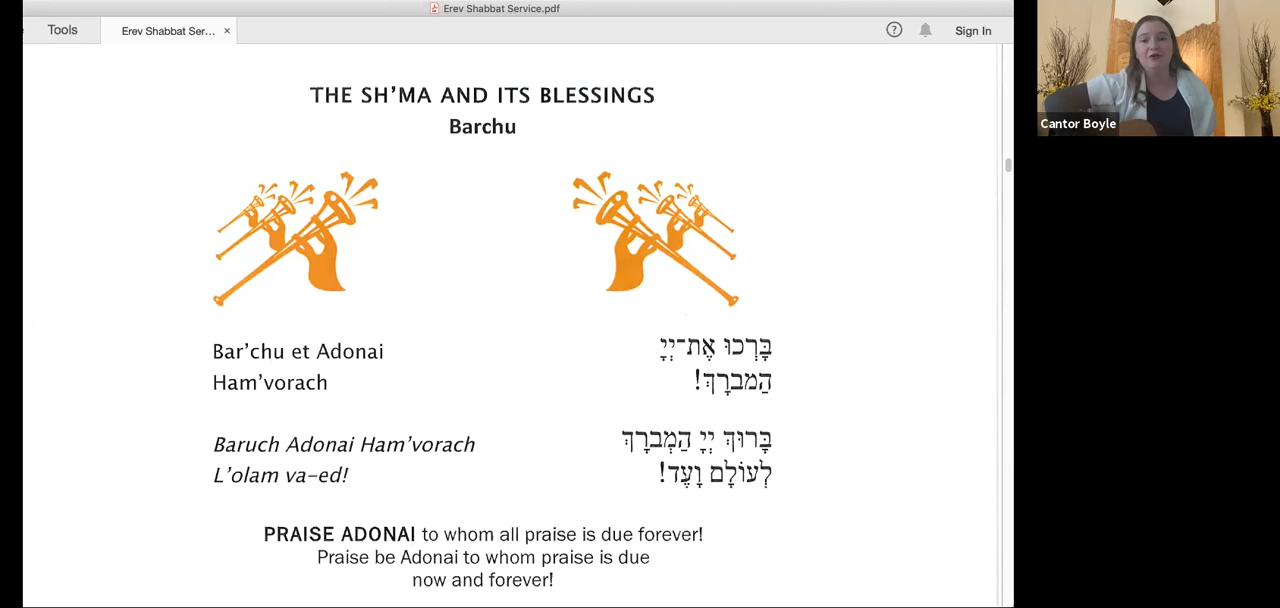 Erev Shabbat Service.pdf
Tools
Erev Shabbat Ser... ×
? Sign In
THE SH’MA AND ITS BLESSINGS
Barchu
Bar’chu et Adonai
Ham’vorach
בָּרְכוּ אֶת־יְיָ
הַמברָךְ!
Baruch Adonai Ham’vorach
L’olam va–ed!
בָּרוּךְ יְיָ הַמְברָךְ
לְעוֹלָם וָעֶד!
PRAISE ADONAI to whom all praise is due forever!
Praise be Adonai to whom praise is due
now and forever!
Cantor Boyle